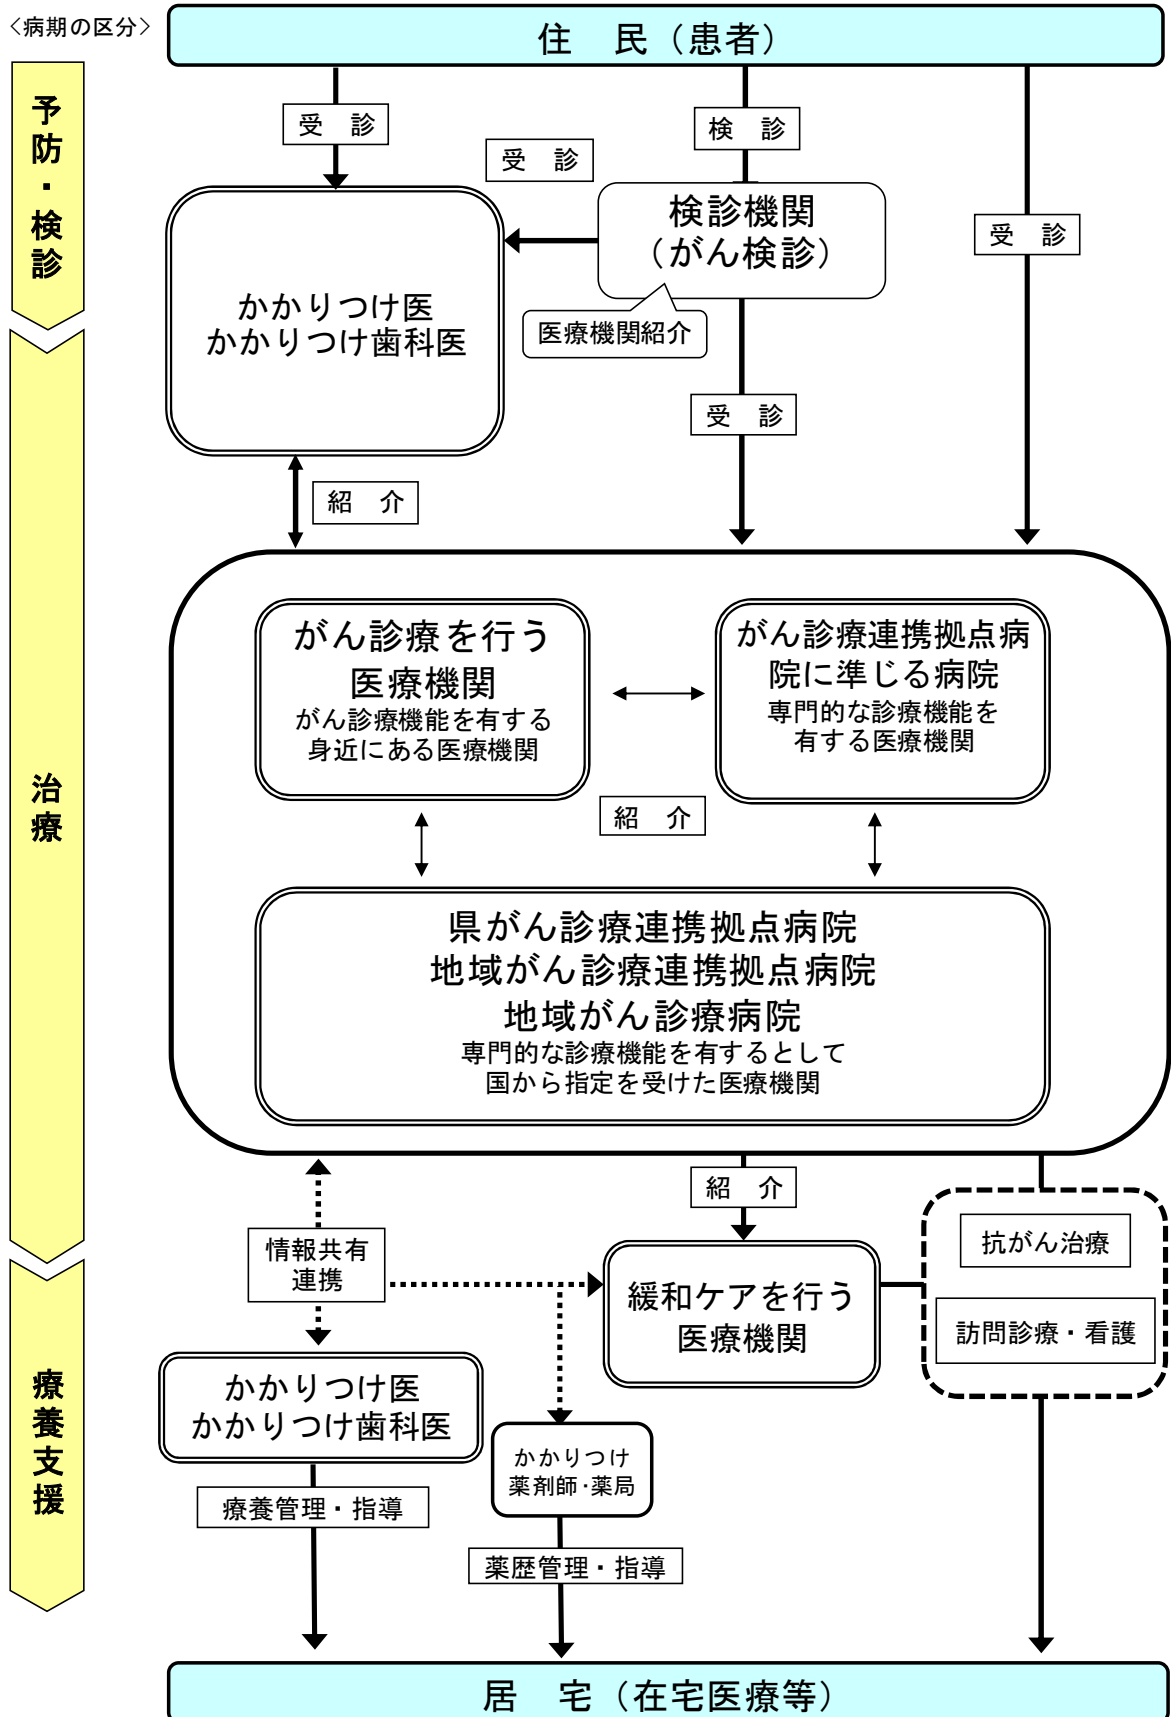 〈病期の区分〉
住　民（患者）
予防・検診
受　診
検　診
受　診
検診機関
（がん検診）
受　診
かかりつけ医
かかりつけ歯科医
医療機関紹介
受　診
紹　介
治療
がん診療を行う
医療機関
がん診療機能を有する
身近にある医療機関
がん診療連携拠点病
院に準じる病院
専門的な診療機能を
有する医療機関
紹　介
県がん診療連携拠点病院
地域がん診療連携拠点病院
地域がん診療病院
専門的な診療機能を有するとして
国から指定を受けた医療機関
紹　介
情報共有
連携
抗がん治療
緩和ケアを行う
医療機関
訪問診療・看護
療養支援
かかりつけ医
かかりつけ歯科医
かかりつけ
薬剤師・薬局
療養管理・指導
薬歴管理・指導
居　宅（在宅医療等）